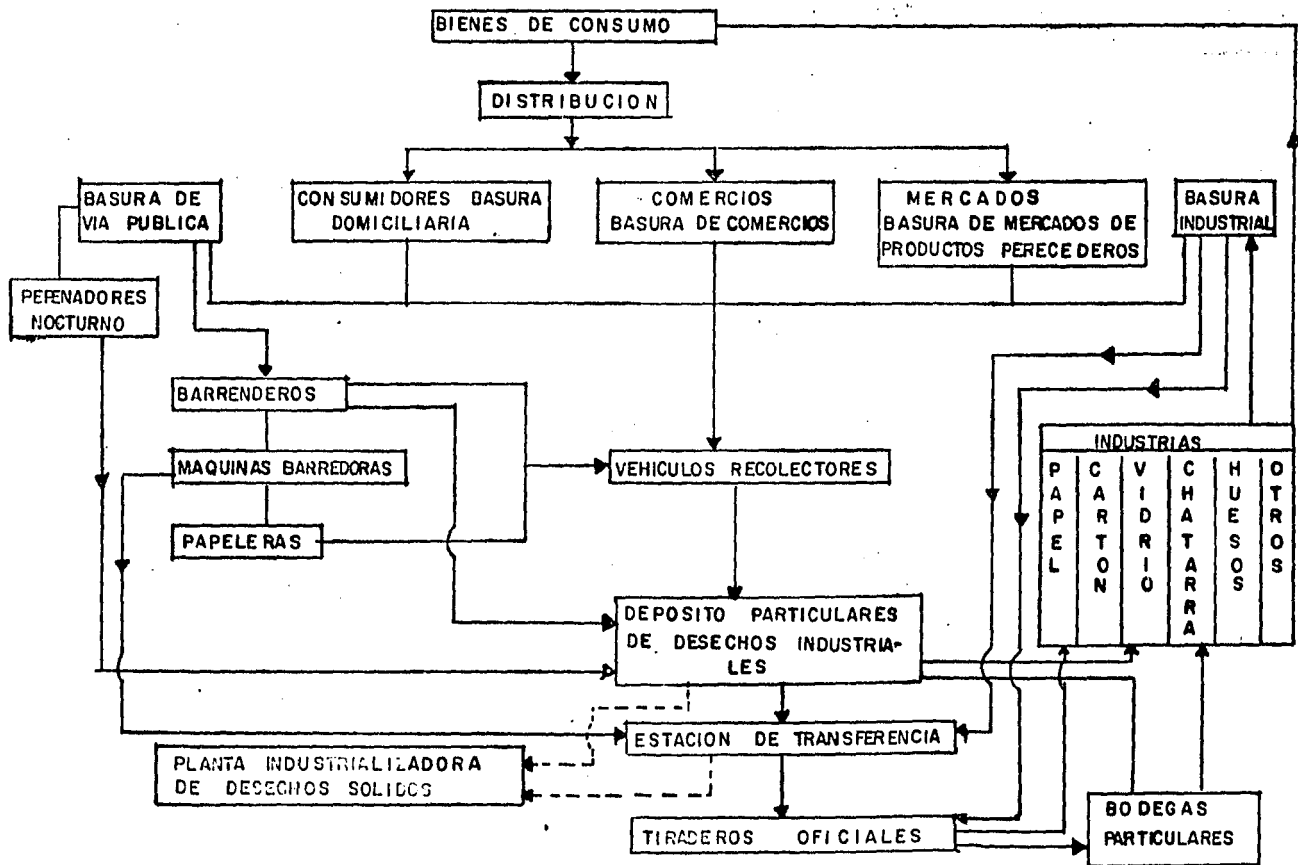 BIENES DE CONSUMO
DISTRIBUCION
BASURA DE
VIA PUBLICA
CONSUMIDORES BASURA
DOMICILIARIA
COMERCIOS
BASURA DE COMERCIOS
MERCADOS
BASURA DE MERCADOS DE
PRODUCTOS PERECEDEROS
BASURA
INDUSTRIAL
PEPENADORES
NOCTURNO
BARRENDEROS
MAQUINAS BARREDORAS
PAPELERAS
VEHICULOS RECOLECTORES
INDUSTRIAS
PAPEL
CARTON
VIDRIO
CHATARRA
HUESOS
OTROS
DEPOSITO PARTICULARES
DE DESECHOS INDUSTRIA-
LES
ESTACION DE TRANSFERENCIA
PLANTA INDUSTRIALIZADORA
DE DESECHOS SOLIDOS
TIRADEROS OFICIALES
BODEGAS
PARTICULARES